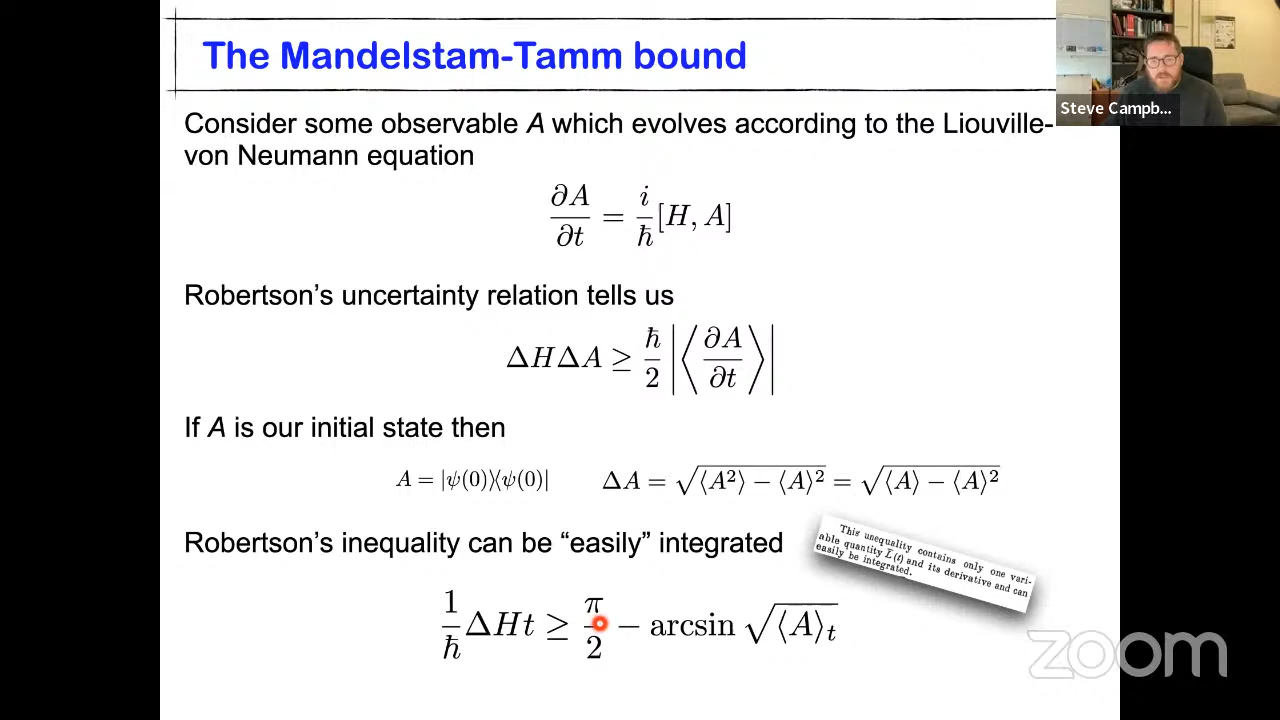 The Mandelstam-Tamm bound
Steve Campb...
Consider some observable A which evolves according to the Liouville-
von Neumann equation
∂A/∂t = i/ħ [H, A]
Robertson's uncertainty relation tells us
ΔHΔA ≥ ħ/2 |⟨∂A/∂t⟩|
If A is our initial state then
A = |ψ(0)⟩⟨ψ(0)| ΔA = √(⟨A²⟩ − ⟨A⟩²) = √(⟨A⟩ − ⟨A⟩²)
Robertson's inequality can be “easily” integrated
This unequality contains only one vari-
able quantity L̅(t) and its derivative and can
easily be integrated.
1/ħ ΔHt ≥ π/2 − arcsin √⟨A⟩ₜ
zoom